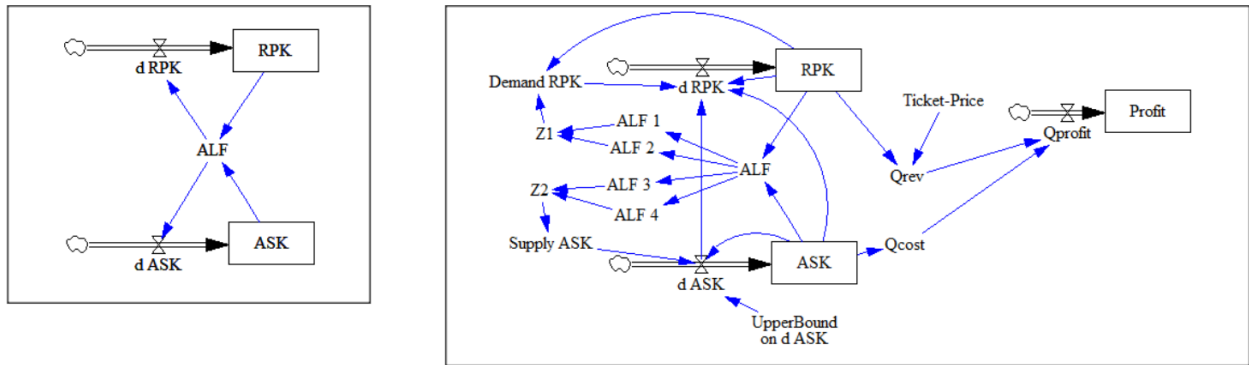 RPK
d RPK
ALF
ASK
d ASK
RPK
Demand RPK
d RPK
Ticket-Price
Profit
Qprofit
ALF 1
Z1
ALF 2
ALF
Qrev
ALF 3
Z2
ALF 4
Supply ASK
Qcost
ASK
d ASK
UpperBound
on d ASK